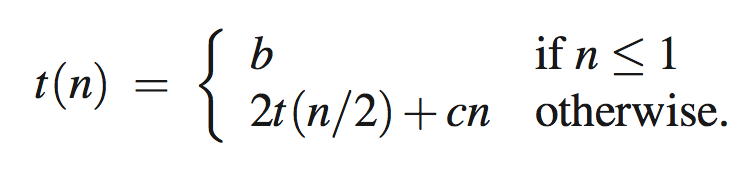 b if n ≤ 1
t(n) = {
2t(n/2) + cn otherwise.